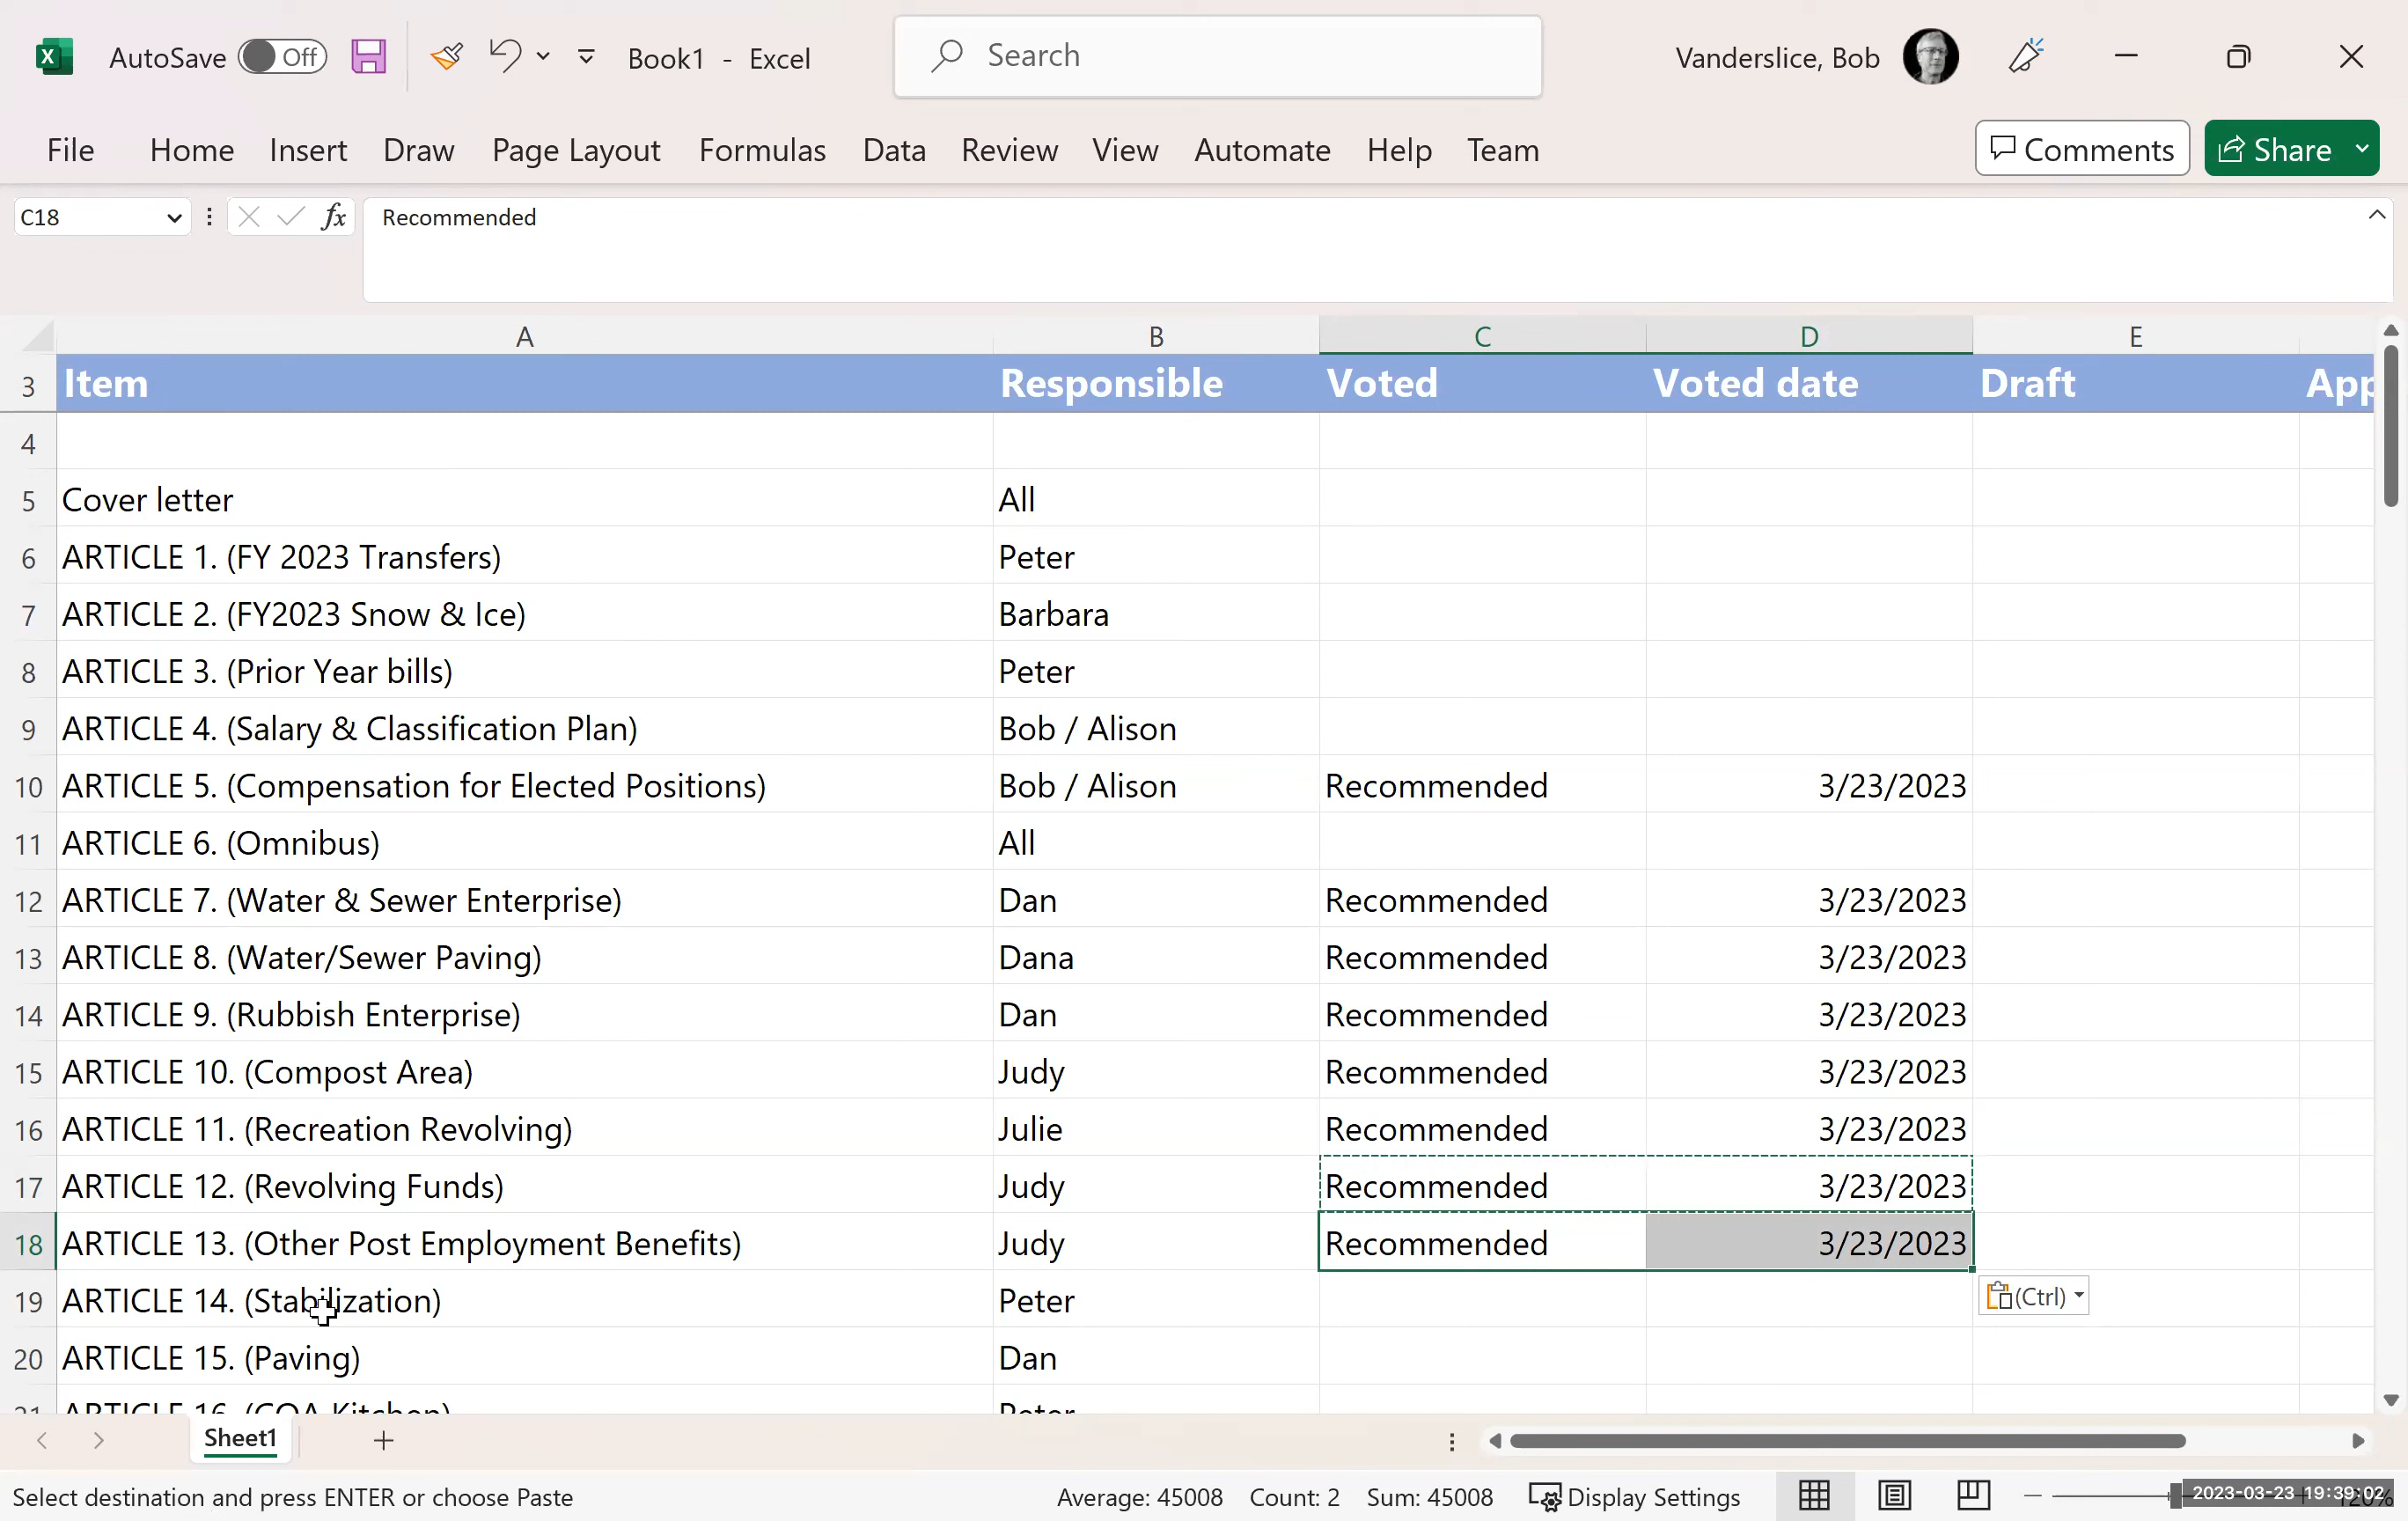 AutoSave Off Book1 - Excel Search Vanderslice, Bob
File Home Insert Draw Page Layout Formulas Data Review View Automate Help Team Comments Share
C18 fx Recommended
A B C D E
3 Item Responsible Voted Voted date Draft App
4
5 Cover letter All
6 ARTICLE 1. (FY 2023 Transfers) Peter
7 ARTICLE 2. (FY2023 Snow & Ice) Barbara
8 ARTICLE 3. (Prior Year bills) Peter
9 ARTICLE 4. (Salary & Classification Plan) Bob / Alison
10 ARTICLE 5. (Compensation for Elected Positions) Bob / Alison Recommended 3/23/2023
11 ARTICLE 6. (Omnibus) All
12 ARTICLE 7. (Water & Sewer Enterprise) Dan Recommended 3/23/2023
13 ARTICLE 8. (Water/Sewer Paving) Dana Recommended 3/23/2023
14 ARTICLE 9. (Rubbish Enterprise) Dan Recommended 3/23/2023
15 ARTICLE 10. (Compost Area) Judy Recommended 3/23/2023
16 ARTICLE 11. (Recreation Revolving) Julie Recommended 3/23/2023
17 ARTICLE 12. (Revolving Funds) Judy Recommended 3/23/2023
18 ARTICLE 13. (Other Post Employment Benefits) Judy Recommended 3/23/2023
19 ARTICLE 14. (Stabilization) Peter (Ctrl)
20 ARTICLE 15. (Paving) Dan
21 ARTICLE 16. (COA Kitchen) Peter
Sheet1
Select destination and press ENTER or choose Paste Average: 45008 Count: 2 Sum: 45008 Display Settings 2023-03-23 19:39:02